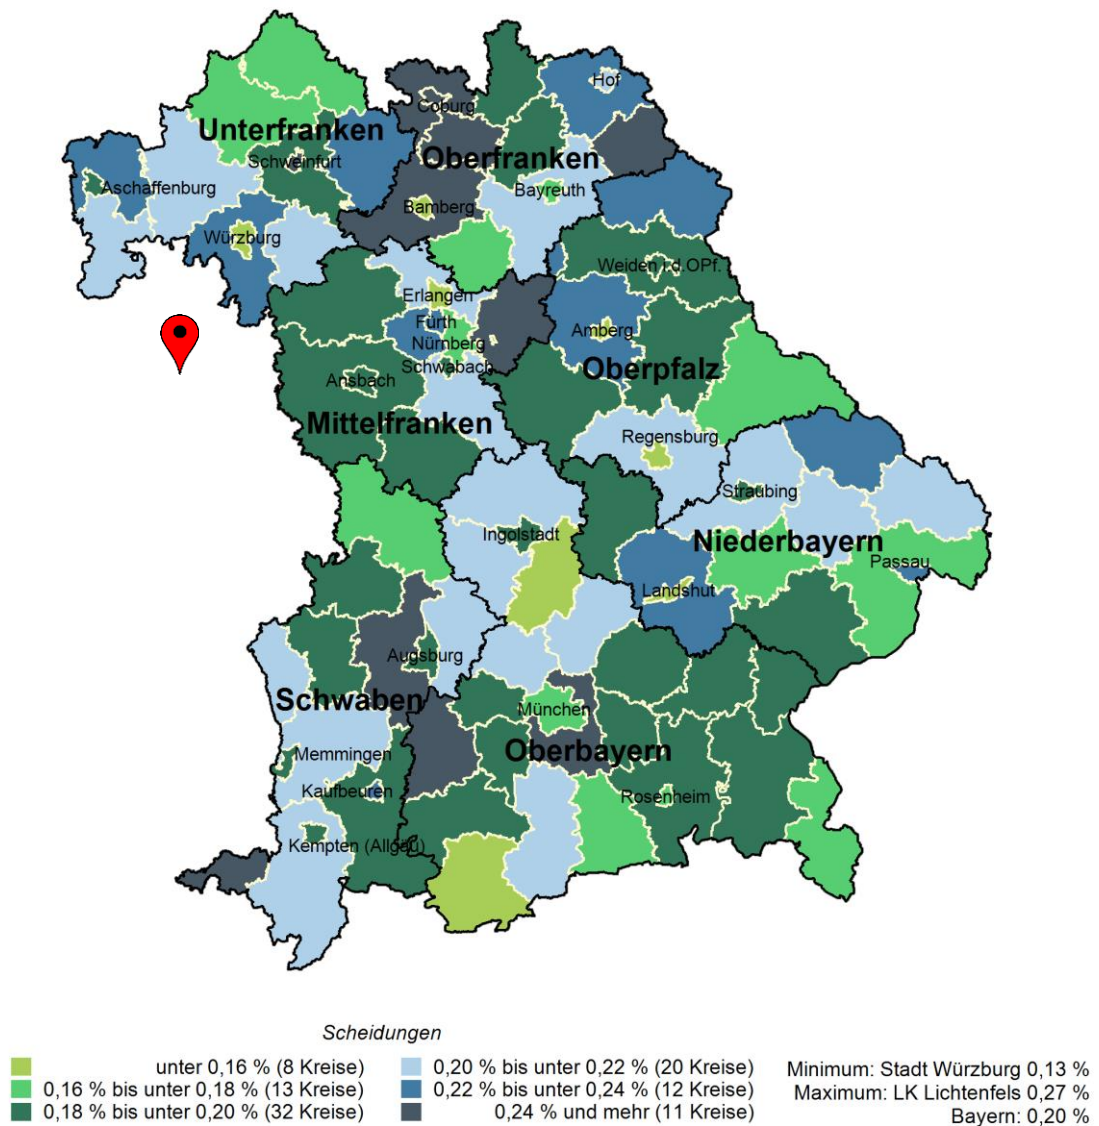 Hof
Coburg
Unterfranken
Oberfranken
Schweinfurt
Aschaffenburg
Bayreuth
Bamberg
Würzburg
Weiden i.d.OPf.
Erlangen
Fürth
Amberg
Nürnberg
Schwabach
Oberpfalz
Ansbach
Mittelfranken
Regensburg
Straubing
Ingolstadt
Niederbayern
Passau
Landshut
Augsburg
Schwaben
München
Oberbayern
Memmingen
Kaufbeuren
Rosenheim
Kempten (Allgäu)
Scheidungen
unter 0,16 % (8 Kreise)
0,16 % bis unter 0,18 % (13 Kreise)
0,18 % bis unter 0,20 % (32 Kreise)
0,20 % bis unter 0,22 % (20 Kreise)
0,22 % bis unter 0,24 % (12 Kreise)
0,24 % und mehr (11 Kreise)
Minimum: Stadt Würzburg 0,13 %
Maximum: LK Lichtenfels 0,27 %
Bayern: 0,20 %